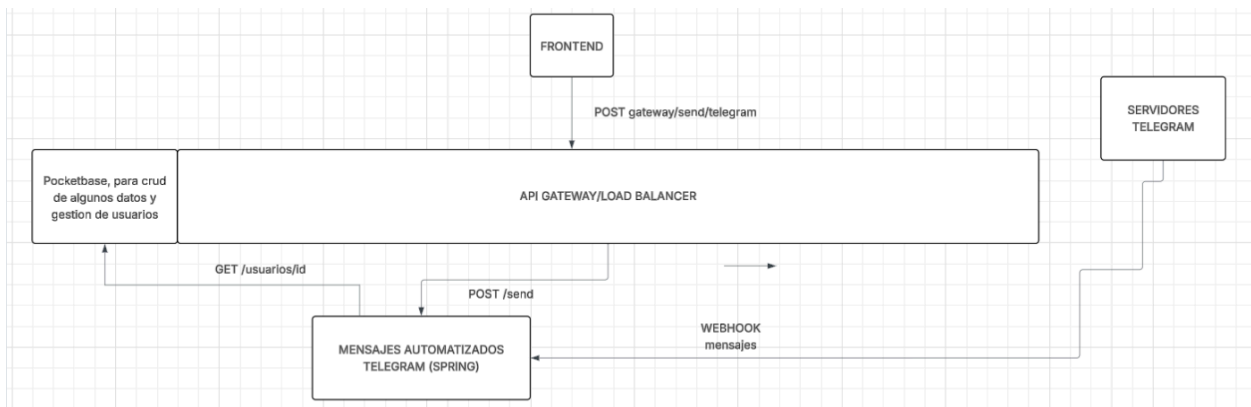 FRONTEND
POST gateway/send/telegram
SERVIDORES
TELEGRAM
Pocketbase, para crud
de algunos datos y
gestion de usuarios
API GATEWAY/LOAD BALANCER
GET /usuarios/id
POST /send
WEBHOOK
mensajes
MENSAJES AUTOMATIZADOS
TELEGRAM (SPRING)